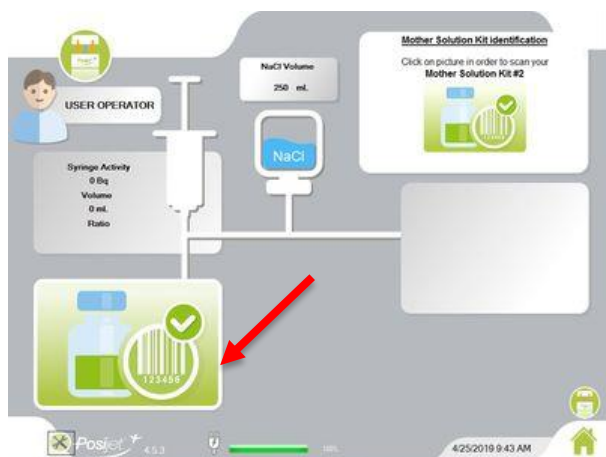 Mother Solution Kit identification
Click on picture in order to scan your
Mother Solution Kit #2
NaCl Volume
250 mL
USER OPERATOR
NaCl
Syringe Activity
0 Bq
Volume
0 mL
Ratio
123456
Posijet + 4.5.3
4/25/2019 9:43 AM